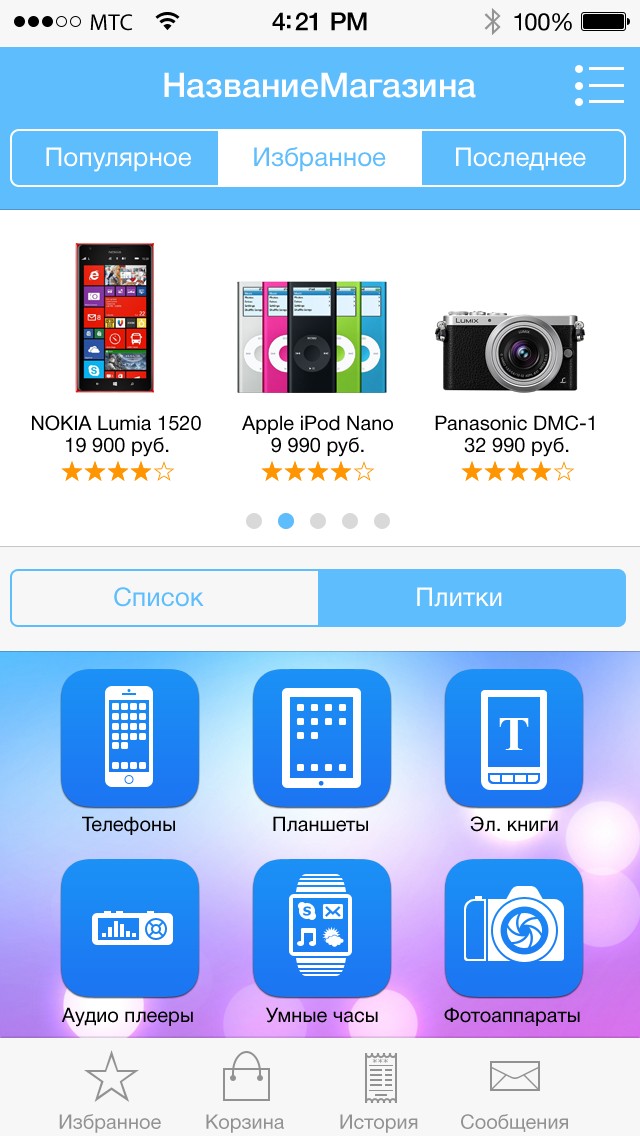 МТС 4:21 PM 100%
НазваниеМагазина
Популярное Избранное Последнее
LUMIX
NOKIA Lumia 1520 Apple iPod Nano Panasonic DMC-1
19 900 руб. 9 990 руб. 32 990 руб.
Список Плитки
T
Телефоны Планшеты Эл. книги
Аудио плееры Умные часы Фотоаппараты
Избранное Корзина История Сообщения